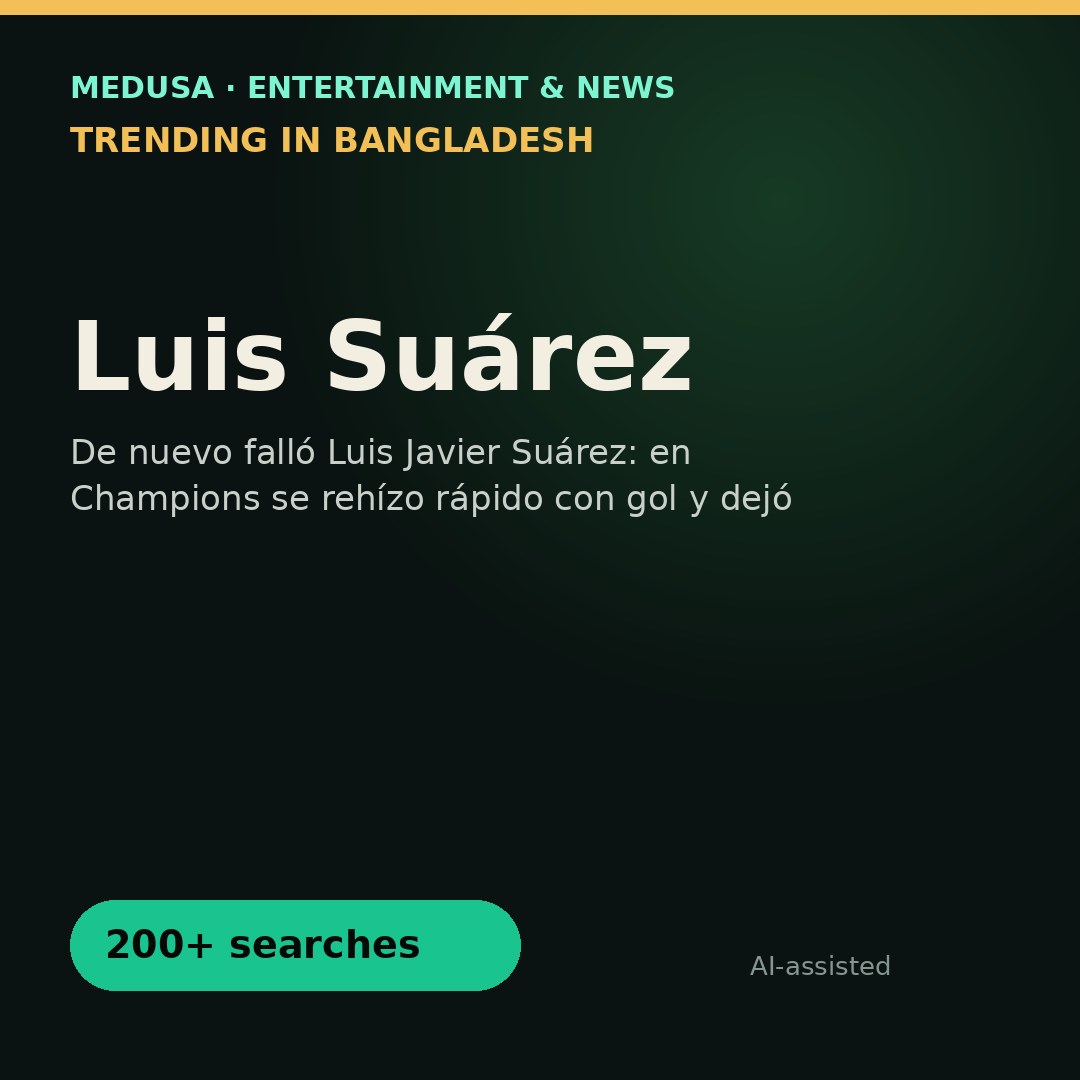 MEDUSA · ENTERTAINMENT & NEWS
TRENDING IN BANGLADESH
Luis Suárez
De nuevo falló Luis Javier Suárez: en
Champions se rehízo rápido con gol y dejó
200+ searches
AI-assisted